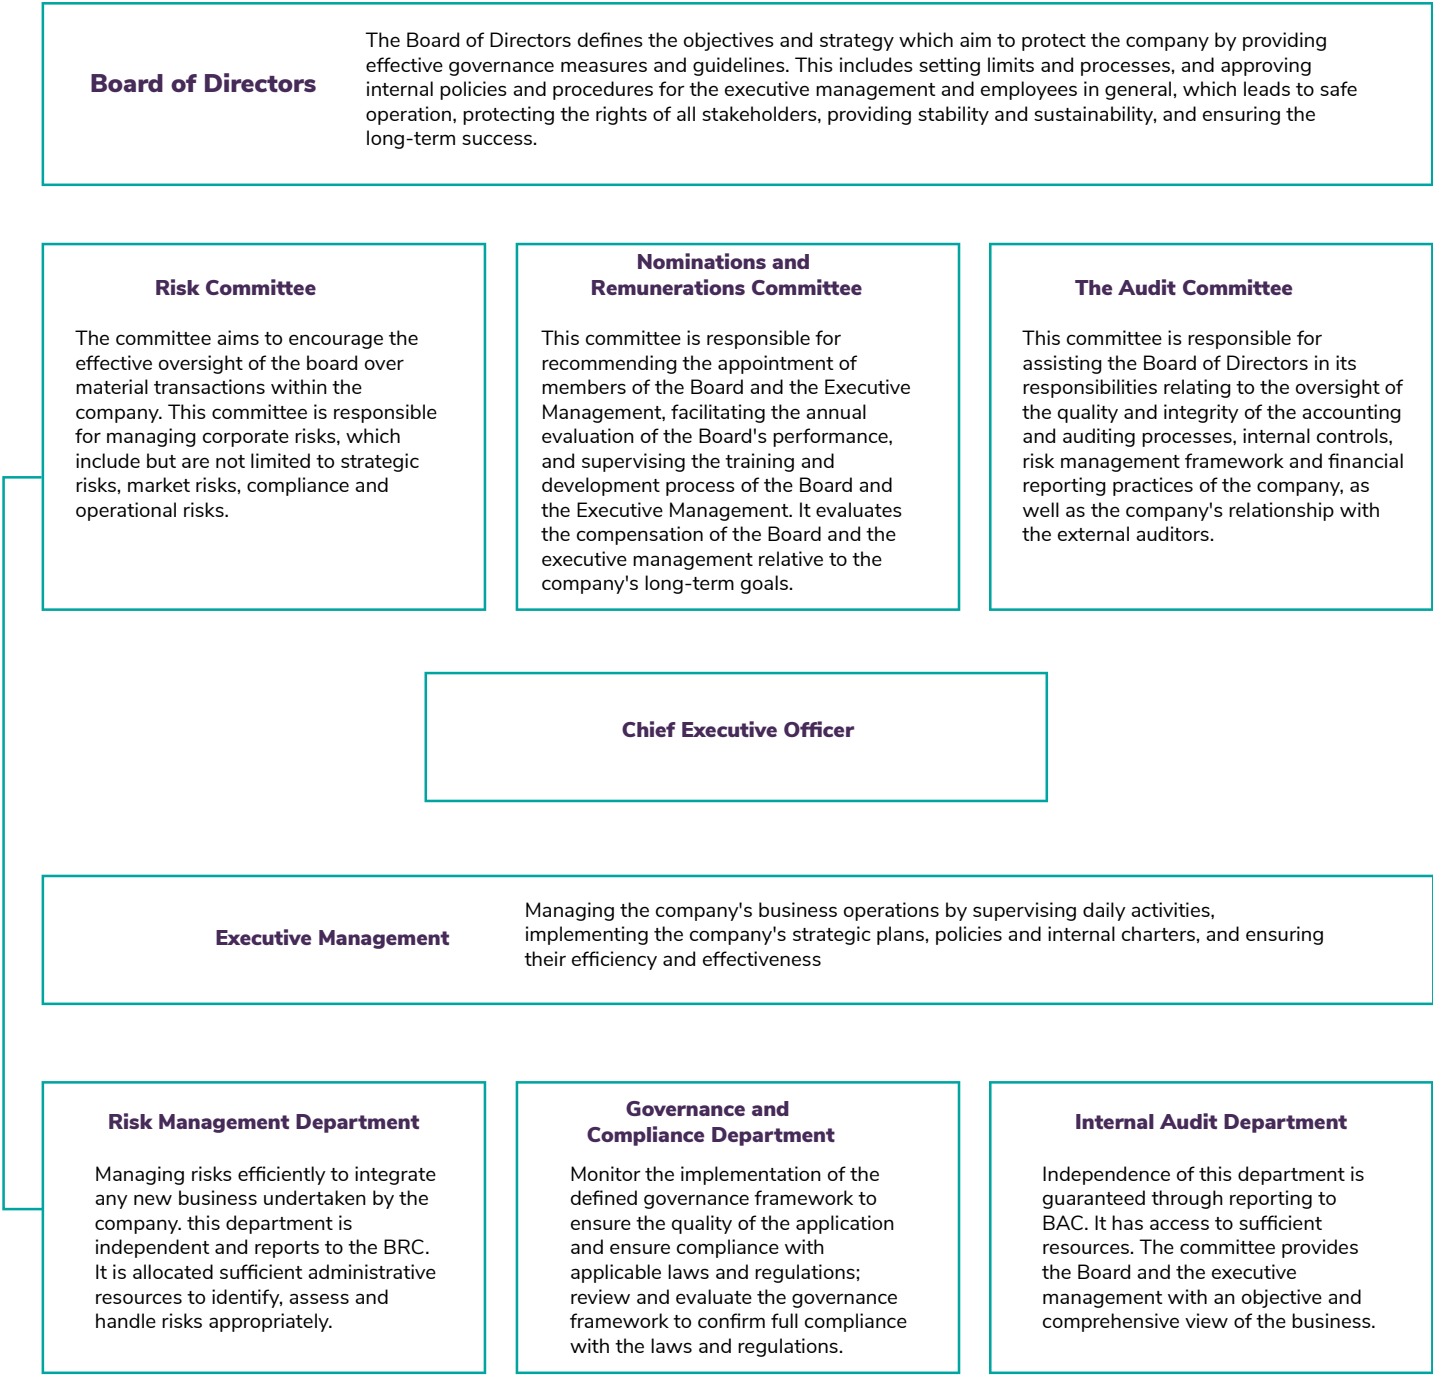 Board of Directors
The Board of Directors defines the objectives and strategy which aim to protect the company by providing
effective governance measures and guidelines. This includes setting limits and processes, and approving
internal policies and procedures for the executive management and employees in general, which leads to safe
operation, protecting the rights of all stakeholders, providing stability and sustainability, and ensuring the
long-term success.
Risk Committee
The committee aims to encourage the
effective oversight of the board over
material transactions within the
company. This committee is responsible
for managing corporate risks, which
include but are not limited to strategic
risks, market risks, compliance and
operational risks.
Nominations and
Remunerations Committee
This committee is responsible for
recommending the appointment of
members of the Board and the Executive
Management, facilitating the annual
evaluation of the Board's performance,
and supervising the training and
development process of the Board and
the Executive Management. It evaluates
the compensation of the Board and the
executive management relative to the
company's long-term goals.
The Audit Committee
This committee is responsible for
assisting the Board of Directors in its
responsibilities relating to the oversight of
the quality and integrity of the accounting
and auditing processes, internal controls,
risk management framework and financial
reporting practices of the company, as
well as the company's relationship with
the external auditors.
Chief Executive Officer
Executive Management
Managing the company's business operations by supervising daily activities,
implementing the company's strategic plans, policies and internal charters, and ensuring
their efficiency and effectiveness
Risk Management Department
Managing risks efficiently to integrate
any new business undertaken by the
company. this department is
independent and reports to the BRC.
It is allocated sufficient administrative
resources to identify, assess and
handle risks appropriately.
Governance and
Compliance Department
Monitor the implementation of the
defined governance framework to
ensure the quality of the application
and ensure compliance with
applicable laws and regulations;
review and evaluate the governance
framework to confirm full compliance
with the laws and regulations.
Internal Audit Department
Independence of this department is
guaranteed through reporting to
BAC. It has access to sufficient
resources. The committee provides
the Board and the executive
management with an objective and
comprehensive view of the business.